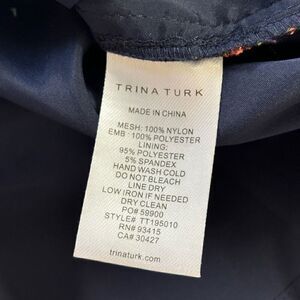 TRINA TURK
MADE IN CHINA
MESH: 100% NYLON
EMB : 100% POLYESTER
LINING:
95% POLYESTER
5% SPANDEX
HAND WASH COLD
DO NOT BLEACH
LINE DRY
LOW IRON IF NEEDED
DRY CLEAN
PO# 59900
STYLE# TT195010
RN# 93415
CA# 30427
trinaturk.com